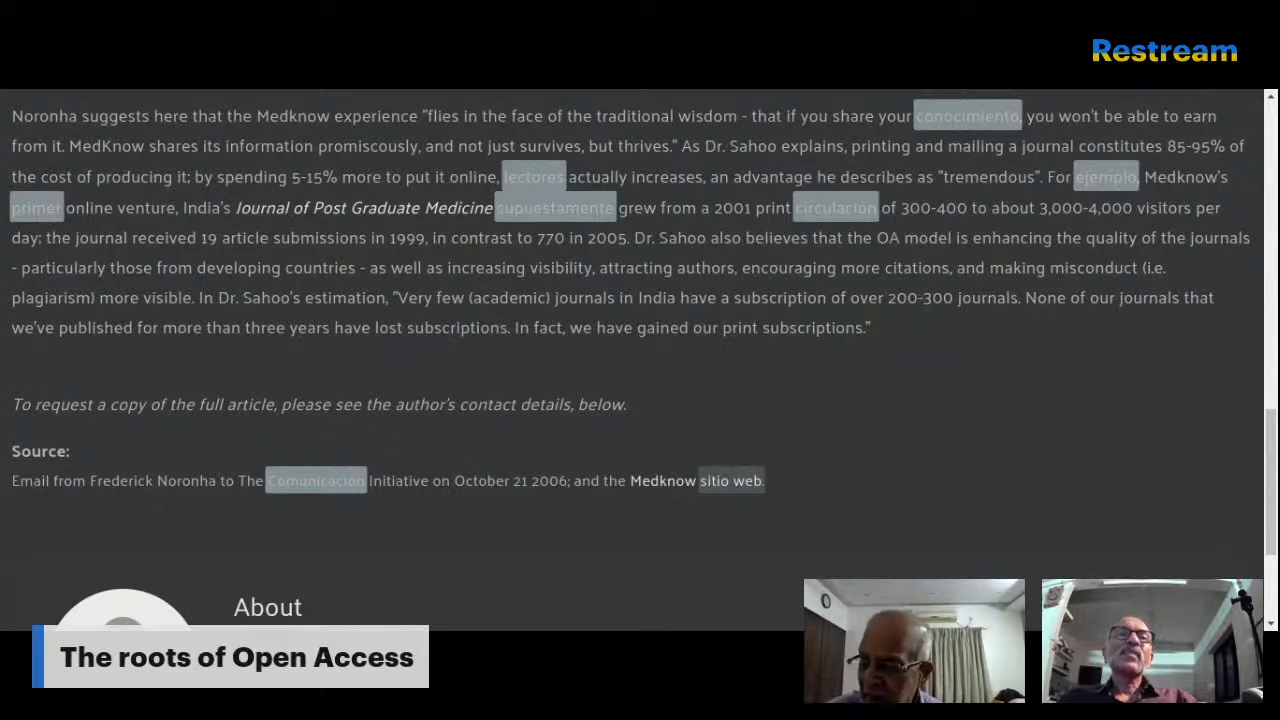 Restream
Noronha suggests here that the Medknow experience "flies in the face of the traditional wisdom - that if you share your conocimiento, you won't be able to earn
from it. MedKnow shares its information promiscuously, and not just survives, but thrives." As Dr. Sahoo explains, printing and mailing a journal constitutes 85-95% of
the cost of producing it; by spending 5-15% more to put it online, lectores actually increases, an advantage he describes as "tremendous". For ejemplo, Medknow's
primer online venture, India's Journal of Post Graduate Medicine supuestamente grew from a 2001 print circulación of 300-400 to about 3,000-4,000 visitors per
day; the journal received 19 article submissions in 1999, in contrast to 770 in 2005. Dr. Sahoo also believes that the OA model is enhancing the quality of the journals
- particularly those from developing countries - as well as increasing visibility, attracting authors, encouraging more citations, and making misconduct (i.e.
plagiarism) more visible. In Dr. Sahoo's estimation, "Very few (academic) journals in India have a subscription of over 200-300 journals. None of our journals that
we've published for more than three years have lost subscriptions. In fact, we have gained our print subscriptions."
To request a copy of the full article, please see the author's contact details, below.
Source:
Email from Frederick Noronha to The Comunicación Initiative on October 21 2006; and the Medknow sitio web.
About
The roots of Open Access